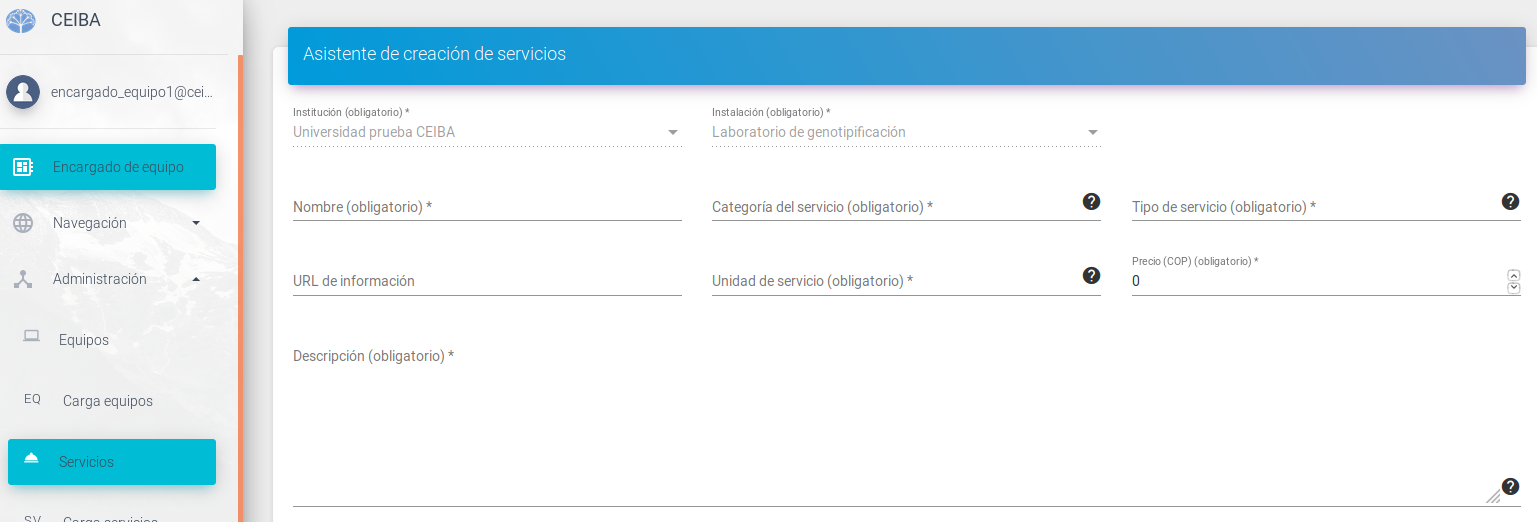 CEIBA
encargado_equipo1@cei...
Encargado de equipo
Navegación
Administración
Equipos
EQ Carga equipos
Servicios
SV Carga servicios
Asistente de creación de servicios
Institución (obligatorio) *
Universidad prueba CEIBA
Instalación (obligatorio) *
Laboratorio de genotipificación
Nombre (obligatorio) *
Categoría del servicio (obligatorio) *
?
Tipo de servicio (obligatorio) *
?
URL de información
Unidad de servicio (obligatorio) *
?
Precio (COP) (obligatorio) *
0
Descripción (obligatorio) *
?